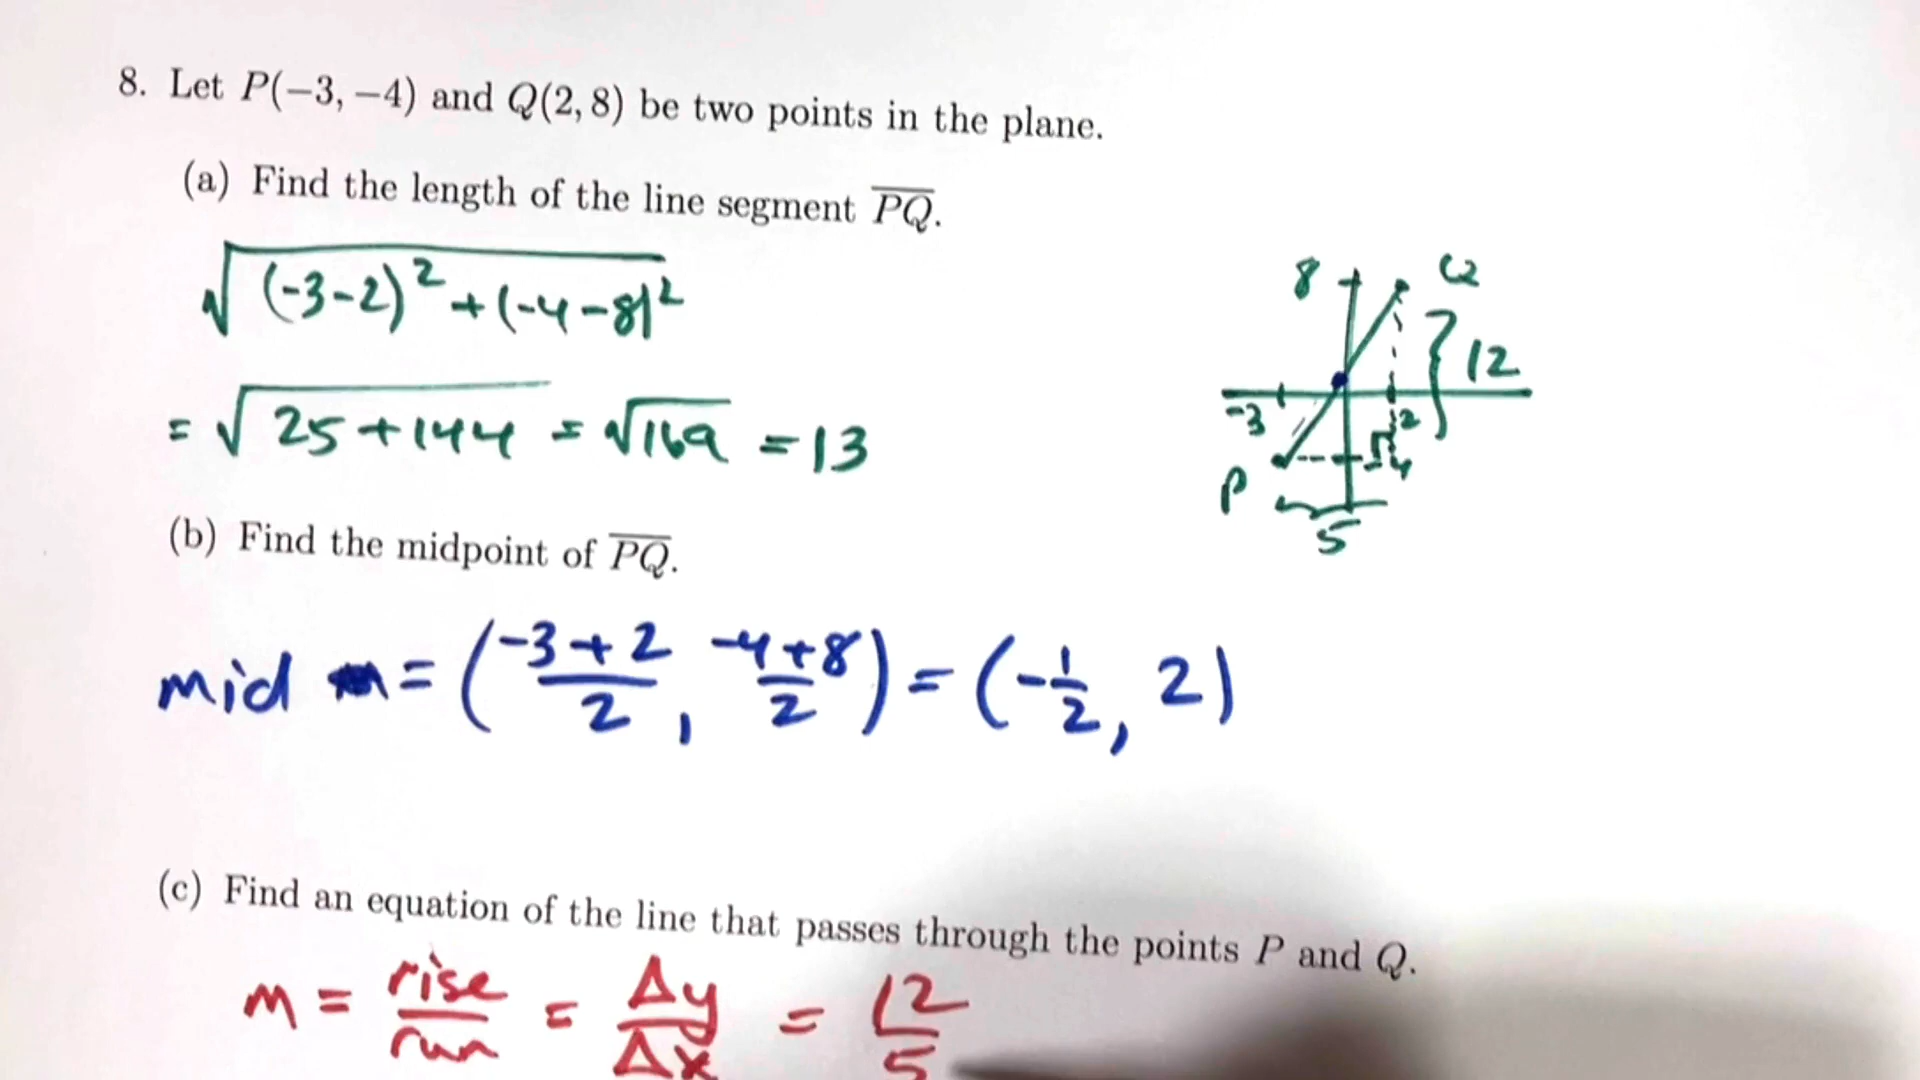 8. Let P(−3, −4) and Q(2, 8) be two points in the plane.
(a) Find the length of the line segment P̅Q̅.
√((-3-2)² + (-4-8)²
= √(25+144) = √169 = 13
8 Q
12
-3 2
-4
P
5
(b) Find the midpoint of P̅Q̅.
mid m = (-3+2/2, -4+8/2) = (-1/2, 2)
(c) Find an equation of the line that passes through the points P and Q.
m = rise/run = Δy/Δx = 12/5